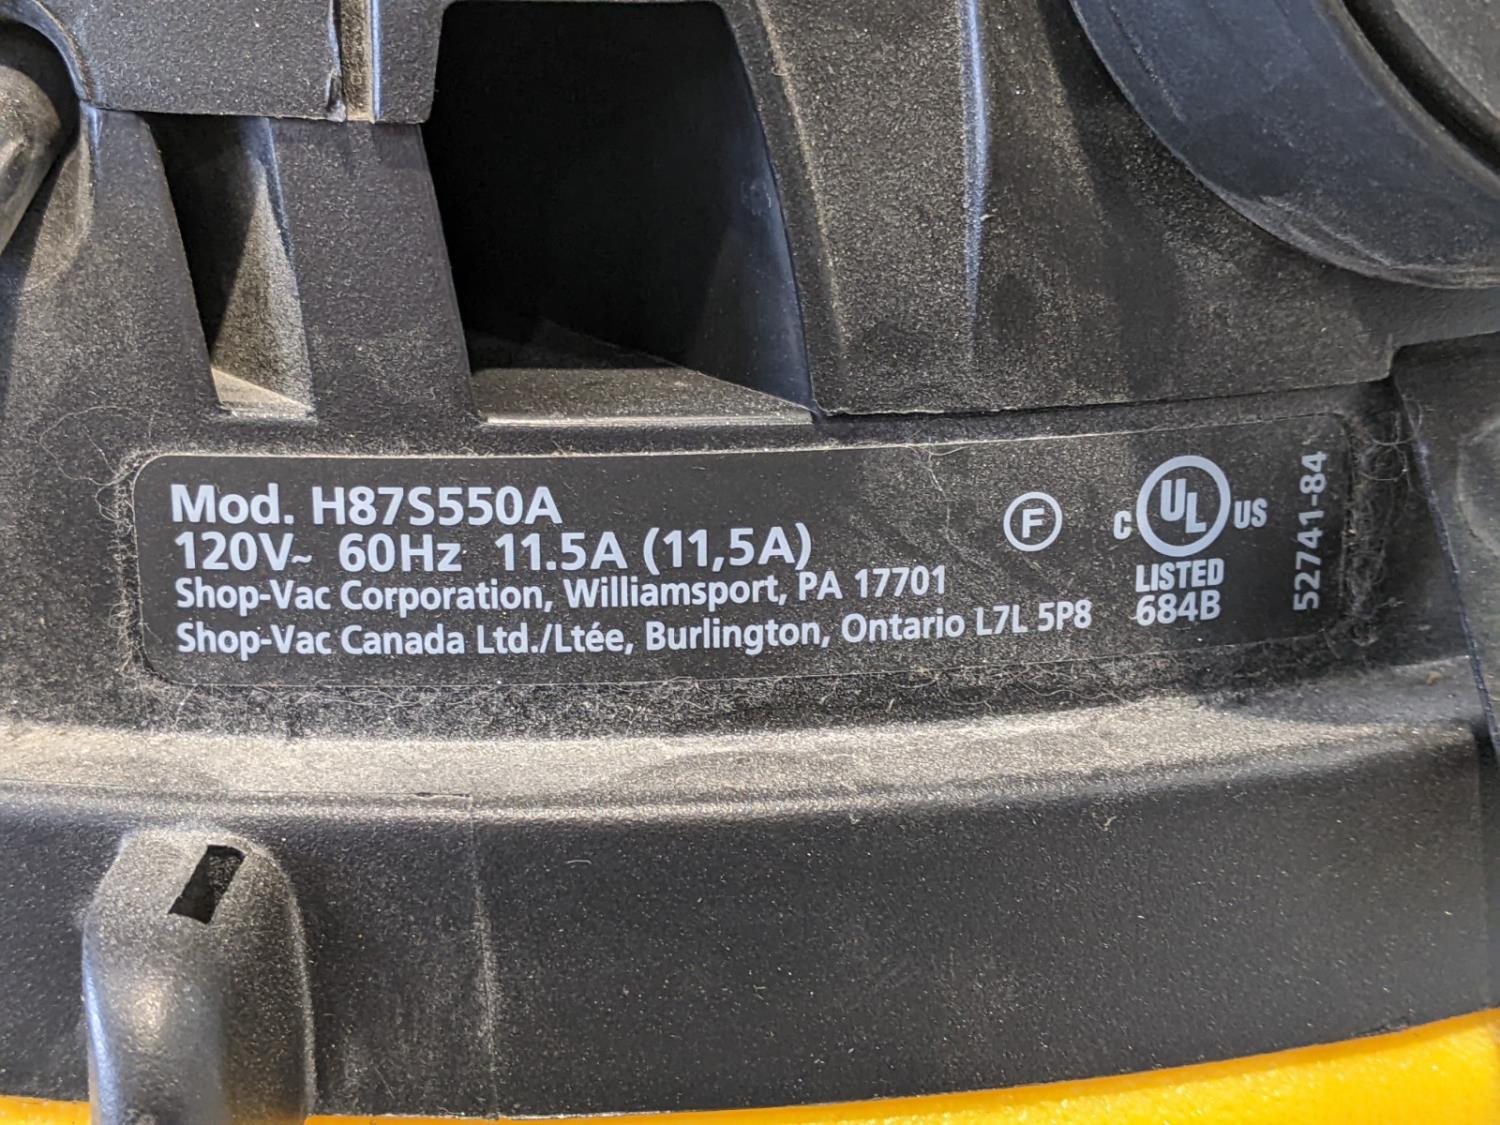 Mod. H87S550A
120V~ 60Hz 11.5A (11,5A)
Shop-Vac Corporation, Williamsport, PA 17701
Shop-Vac Canada Ltd./Ltée, Burlington, Ontario L7L 5P8
F
C UL US
LISTED
684B
52741-84